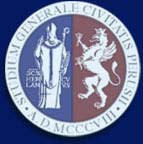 STUDIUM GENERALE CIVITATIS PERUSII
· A.D. MCCCVIII ·